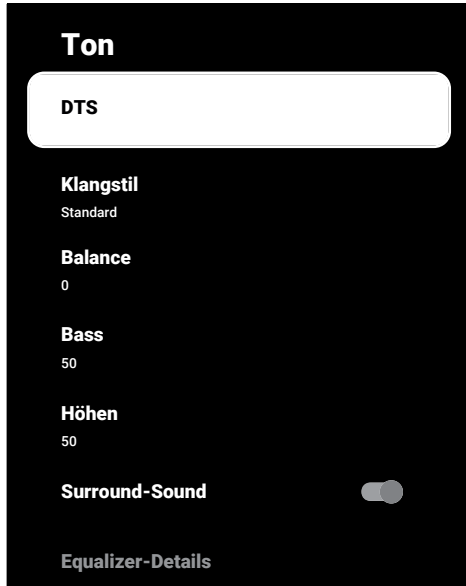 Ton
DTS
Klangstil
Standard
Balance
0
Bass
50
Höhen
50
Surround-Sound
Equalizer-Details